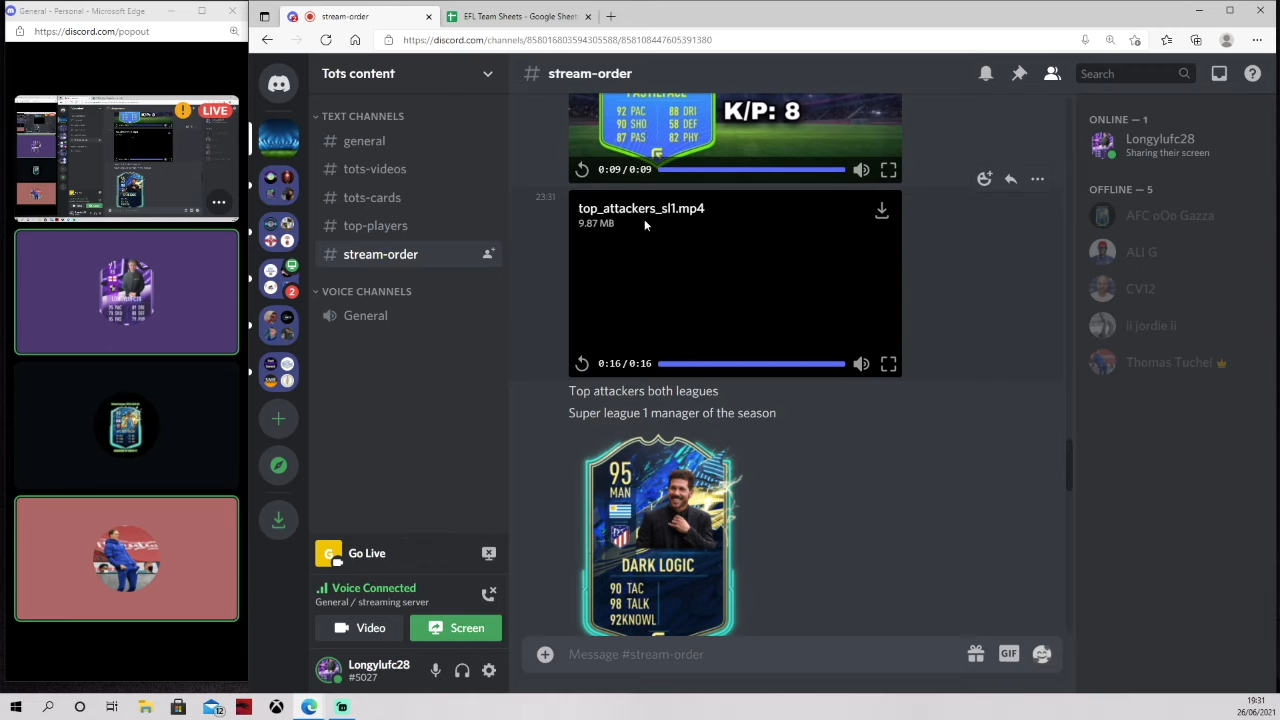 General - Personal - Microsoft Edge
https://discord.com/popout
LIVE
stream-order
EFL Team Sheets - Google Sheets
https://discord.com/channels/858016803594305588/858108447605391380
Tots content
stream-order
Search
TEXT CHANNELS
general
tots-videos
tots-cards
top-players
stream-order
VOICE CHANNELS
General
92 PAC 88 DRI
90 SHO 58 DEF
87 PAS 82 PHY
K/P: 8
0:09/0:09
23:31
top_attackers_sl1.mp4
9.87 MB
0:16/0:16
Top attackers both leagues
Super league 1 manager of the season
95
MAN
DARK LOGIC
90 TAC
98 TALK
92KNOWL
ONLINE — 1
Longylufc28
Sharing their screen
OFFLINE — 5
AFC oOo Gazza
ALI G
CV12
ii jordie ii
Thomas Tuchel
2
Go Live
Voice Connected
General / streaming server
Video
Screen
Longylufc28
#5027
Message #stream-order
GIF
12
19:31
26/06/2021